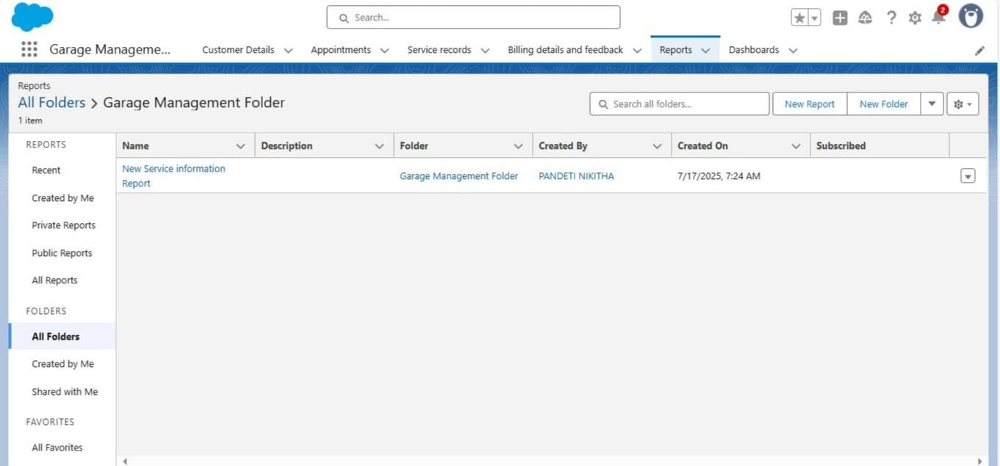 Search...
2
Garage Manageme...
Customer Details
Appointments
Service records
Billing details and feedback
Reports
Dashboards
Reports
All Folders > Garage Management Folder
1 item
Search all folders...
New Report
New Folder
REPORTS
Recent
Created by Me
Private Reports
Public Reports
All Reports
FOLDERS
All Folders
Created by Me
Shared with Me
FAVORITES
All Favorites
Name
Description
Folder
Created By
Created On
Subscribed
New Service information
Report
Garage Management Folder
PANDETI NIKITHA
7/17/2025, 7:24 AM